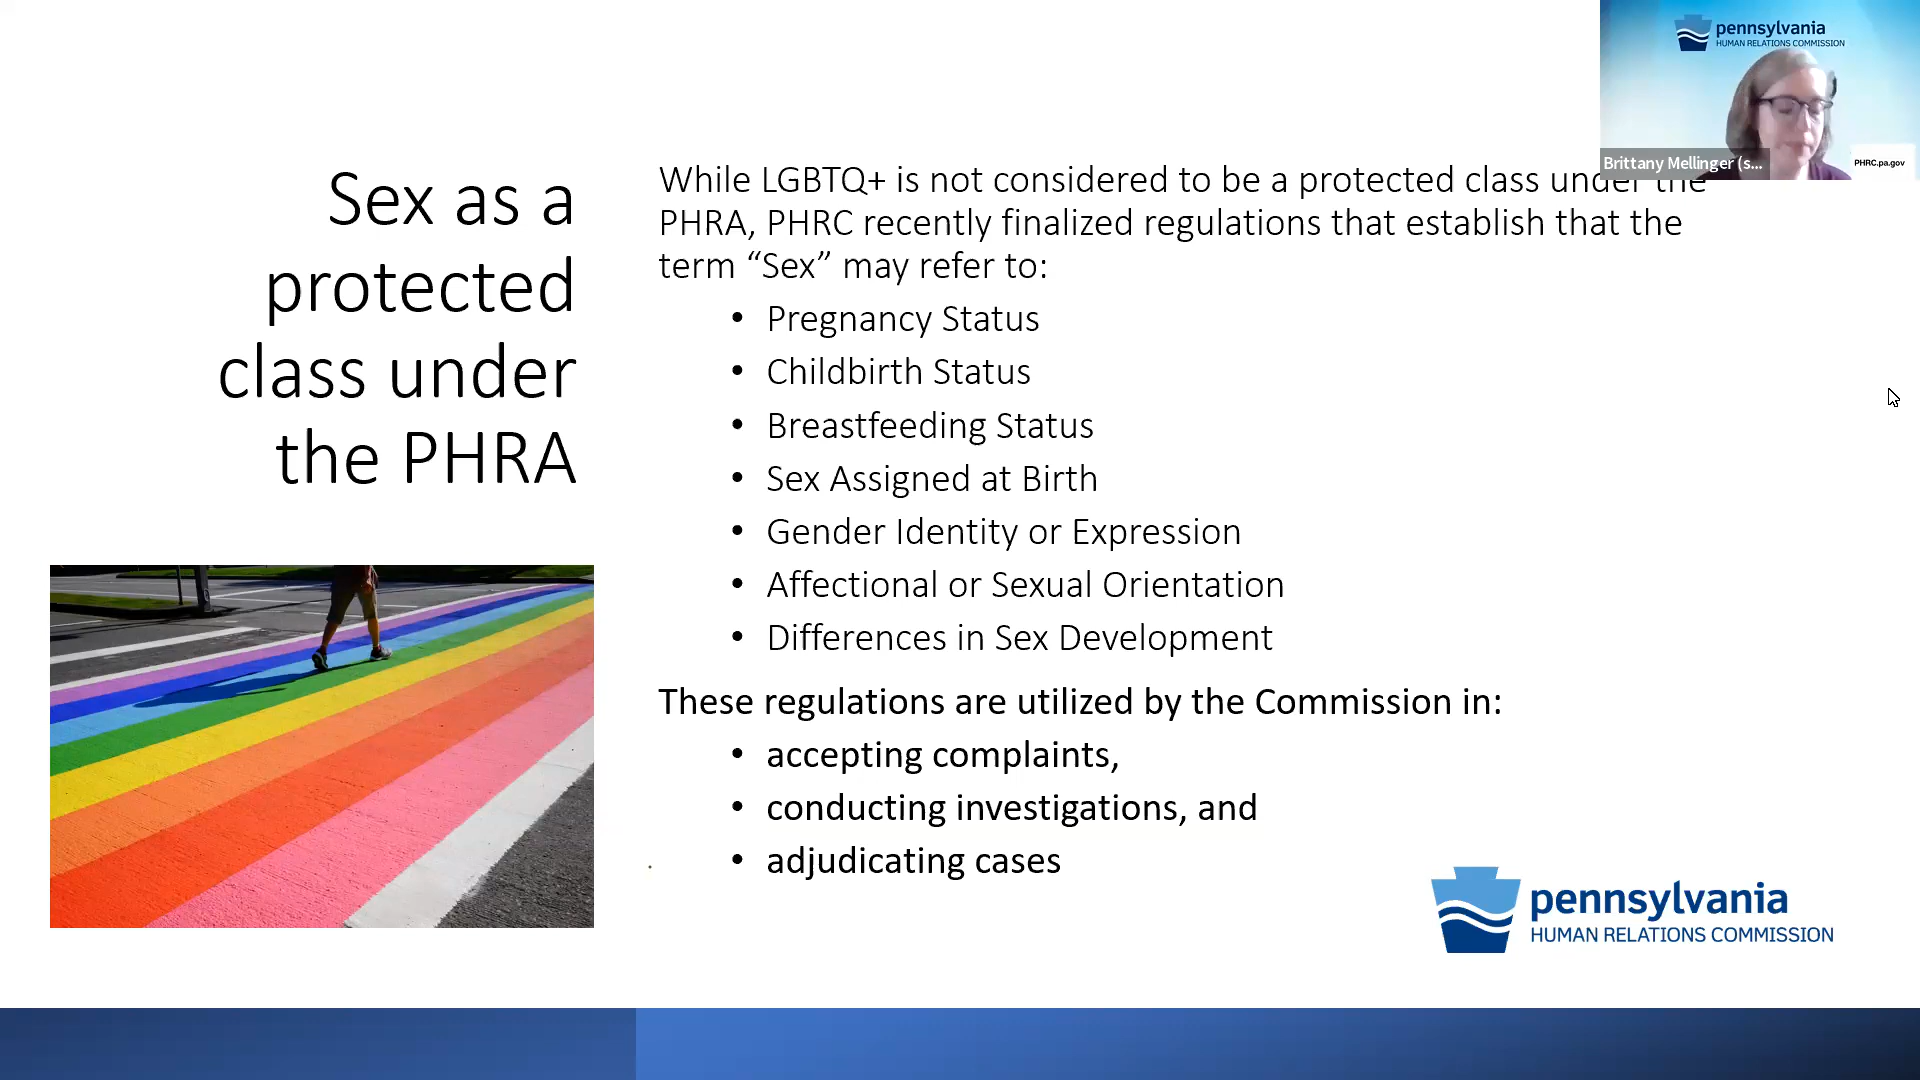 pennsylvania
HUMAN RELATIONS COMMISSION
Brittany Mellinger (s...
PHRC.pa.gov
Sex as a
protected
class under
the PHRA
While LGBTQ+ is not considered to be a protected class under the
PHRA, PHRC recently finalized regulations that establish that the
term “Sex” may refer to:
• Pregnancy Status
• Childbirth Status
• Breastfeeding Status
• Sex Assigned at Birth
• Gender Identity or Expression
• Affectional or Sexual Orientation
• Differences in Sex Development
These regulations are utilized by the Commission in:
• accepting complaints,
• conducting investigations, and
• adjudicating cases
pennsylvania
HUMAN RELATIONS COMMISSION